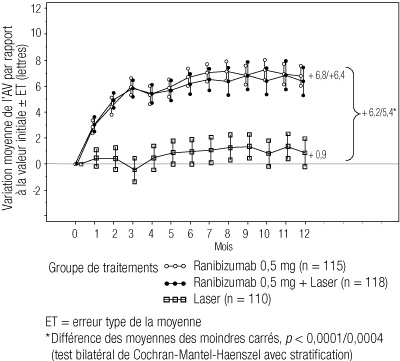 Variation moyenne de l'AV par rapport
à la valeur initiale ± ET (lettres)
12
10
8
6
4
2
0
-2
+ 6,8/+6,4
+ 6,2/5,4*
+ 0,9
0 1 2 3 4 5 6 7 8 9 10 11 12
Mois
Groupe de traitements
Ranibizumab 0,5 mg (n = 115)
Ranibizumab 0,5 mg + Laser (n = 118)
Laser (n = 110)
ET = erreur type de la moyenne
*Différence des moyennes des moindres carrés, p < 0,0001/0,0004
(test bilatéral de Cochran-Mantel-Haenszel avec stratification)